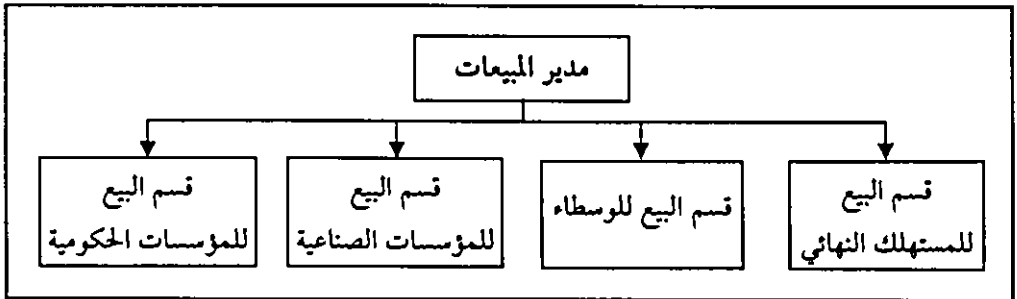 مدير المبيعات
قسم البيع
للمستهلك النهائي
قسم البيع للوسطاء
قسم البيع
للمؤسسات الصناعية
قسم البيع
للمؤسسات الحكومية